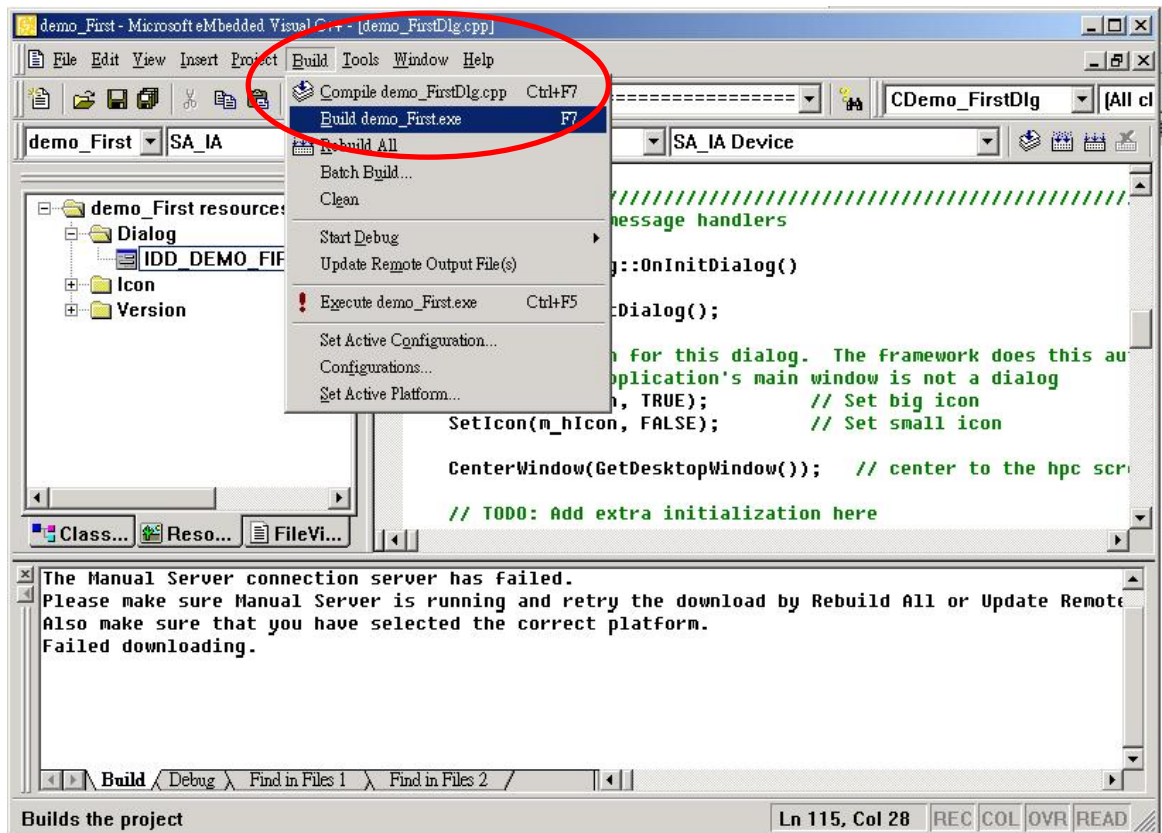 demo_First - Microsoft eMbedded Visual C++ - [demo_FirstDlg.cpp]
File Edit View Insert Project Build Tools Window Help
Compile demo_FirstDlg.cpp Ctrl+F7
Build demo_First.exe F7
Rebuild All
Batch Build...
Clean
Start Debug
Update Remote Output File(s)
Execute demo_First.exe Ctrl+F5
Set Active Configuration...
Configurations...
Set Active Platform...
================== CDemo_FirstDlg [All cl
demo_First SA_IA SA_IA Device
demo_First resources
Dialog
IDD_DEMO_FIR
Icon
Version
Class... Reso... FileVi...
//////////////////////////////////////
message handlers
::OnInitDialog()
tDialog();
for this dialog. The framework does this au
pplication's main window is not a dialog
, TRUE); // Set big icon
SetIcon(m_hIcon, FALSE); // Set small icon
CenterWindow(GetDesktopWindow()); // center to the hpc scr
// TODO: Add extra initialization here
The Manual Server connection server has failed.
Please make sure Manual Server is running and retry the download by Rebuild All or Update Remote
Also make sure that you have selected the correct platform.
Failed downloading.
Build Debug Find in Files 1 Find in Files 2
Builds the project Ln 115, Col 28 REC COL OVR READ